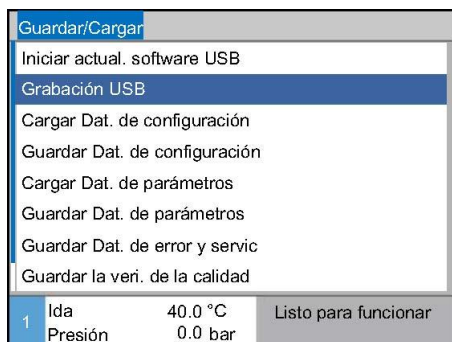 Guardar/Cargar
Iniciar actual. software USB
Grabación USB
Cargar Dat. de configuración
Guardar Dat. de configuración
Cargar Dat. de parámetros
Guardar Dat. de parámetros
Guardar Dat. de error y servic
Guardar la veri. de la calidad
1 Ida 40.0 °C Listo para funcionar
Presión 0.0 bar